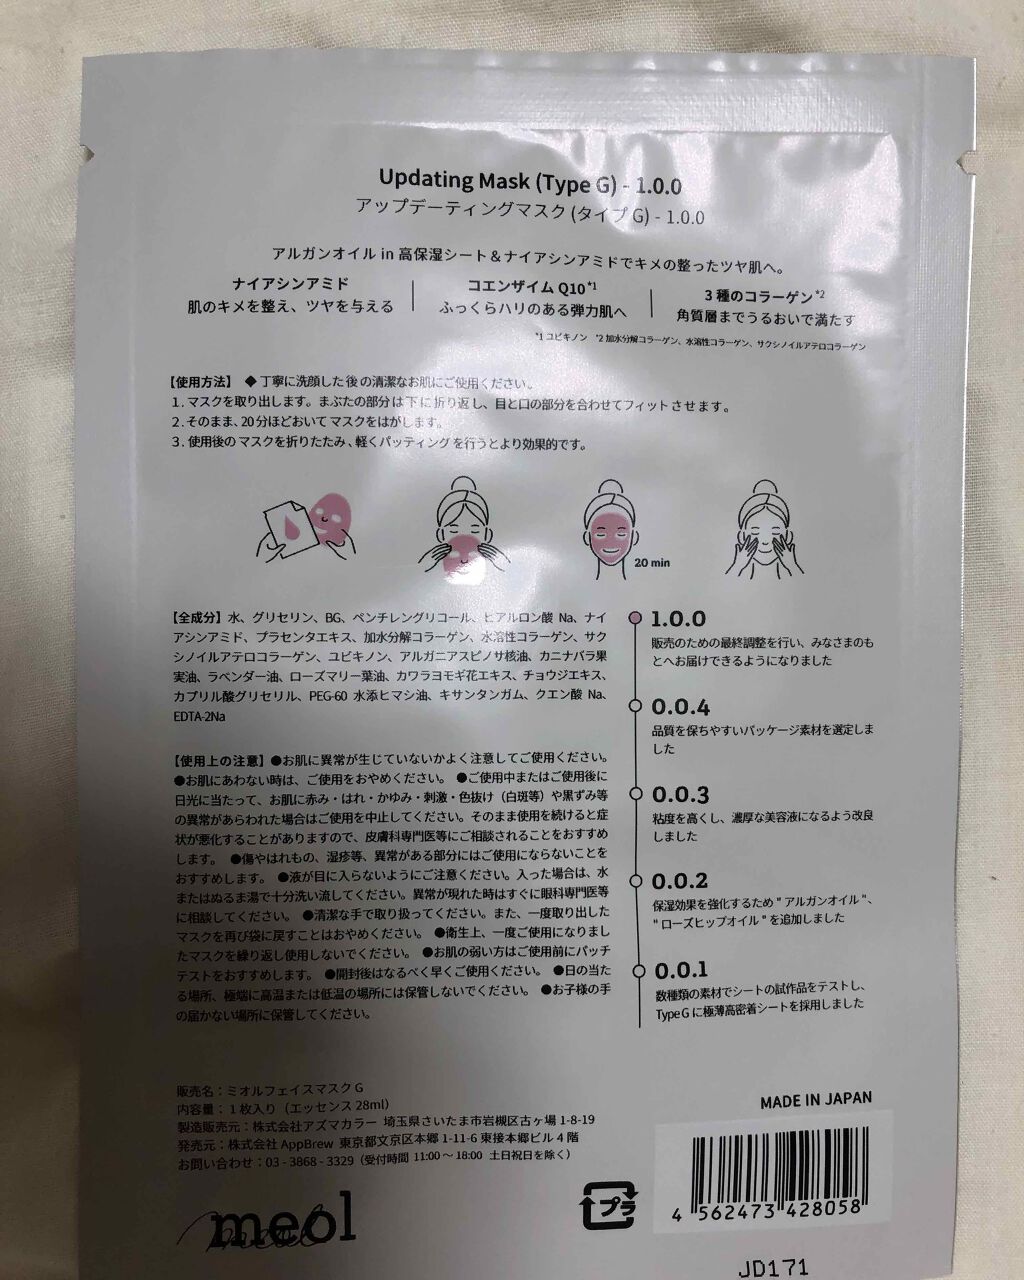 Updating Mask (Type G) - 1.0.0
アップデーティングマスク (タイプ G) - 1.0.0
アルガンオイル in 高保湿シート＆ナイアシンアミドでキメの整ったツヤ肌へ。
ナイアシンアミド
肌のキメを整え、ツヤを与える
コエンザイム Q10*1
ふっくらハリのある弾力肌へ
3 種のコラーゲン*2
角質層までうるおいで満たす
*1 ユビキノン *2 加水分解コラーゲン、水溶性コラーゲン、サクシノイルアテロコラーゲン
【使用方法】 ◆丁寧に洗顔した後の清潔なお肌にご使用ください。
1. マスクを取り出します。まぶたの部分は下に折り返し、目と口の部分を合わせてフィットさせます。
2. そのまま、20分ほどおいてマスクをはがします。
3. 使用後のマスクを折りたたみ、軽くパッティングを行うとより効果的です。
20 min
【全成分】水、グリセリン、BG、ペンチレングリコール、ヒアルロン酸 Na、ナイ
アシンアミド、プラセンタエキス、加水分解コラーゲン、水溶性コラーゲン、サク
シノイルアテロコラーゲン、ユビキノン、アルガニアスピノサ核油、カニナバラ果
実油、ラベンダー油、ローズマリー葉油、カワラヨモギ花エキス、チョウジエキス、
カプリル酸グリセリル、PEG-60 水添ヒマシ油、キサンタンガム、クエン酸 Na、
EDTA-2Na
【使用上の注意】●お肌に異常が生じていないかよく注意してご使用ください。
●お肌にあわない時は、ご使用をおやめください。 ●ご使用中またはご使用後に
日光に当たって、お肌に赤み・はれ・かゆみ・刺激・色抜け（白斑等）や黒ずみ等
の異常があらわれた場合はご使用を中止してください。そのまま使用を続けると症
状が悪化することがありますので、皮膚科専門医等にご相談されることをおすすめ
します。 ●傷やはれもの、湿疹等、異常がある部分にはご使用にならないことを
おすすめします。 ●液が目に入らないようにご注意ください。入った場合は、水
またはぬるま湯で十分洗い流してください。異常が現れた時はすぐに眼科専門医等
に相談してください。 ●清潔な手で取り扱ってください。また、一度取り出した
マスクを再び袋に戻すことはおやめください。 ●衛生上、一度ご使用になりまし
たマスクを繰り返し使用しないでください。 ●お肌の弱い方はご使用前にパッチ
テストをおすすめします。 ●開封後はなるべく早くご使用ください。 ●日の当た
る場所、極端に高温または低温の場所には保管しないでください。 ●お子様の手
の届かない場所に保管してください。
1.0.0
販売のための最終調整を行い、みなさまのも
とへお届けできるようになりました
0.0.4
品質を保ちやすいパッケージ素材を選定しま
した
0.0.3
粘度を高くし、濃厚な美容液になるよう改良
しました
0.0.2
保湿効果を強化するため " アルガンオイル "、
" ローズヒップオイル " を追加しました
0.0.1
数種類の素材でシートの試作品をテストし、
Type G に極薄高密着シートを採用しました
販売名：ミオルフェイスマスク G
内容量：1 枚入り（エッセンス 28ml）
製造販売元：株式会社アズマカラー 埼玉県さいたま市岩槻区古ヶ場 1-8-19
発売元：株式会社 AppBrew 東京都文京区本郷 1-11-6 東接本郷ビル 4 階
お問い合わせ：03 - 3868 - 3329（受付時間 11:00 〜 18:00 土日祝日を除く）
meol
プラ
MADE IN JAPAN
4 562473 428058
JD171